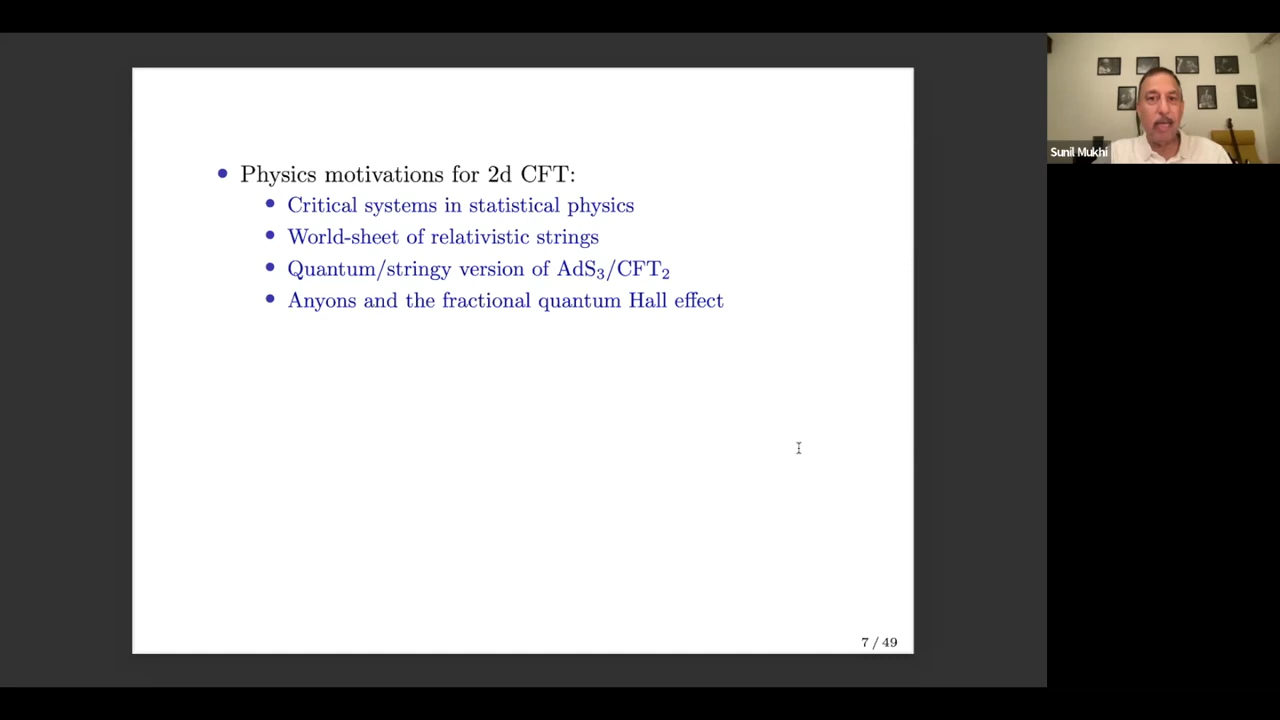 • Physics motivations for 2d CFT:
• Critical systems in statistical physics
• World-sheet of relativistic strings
• Quantum/stringy version of AdS₃/CFT₂
• Anyons and the fractional quantum Hall effect
7 / 49
Sunil Mukhi